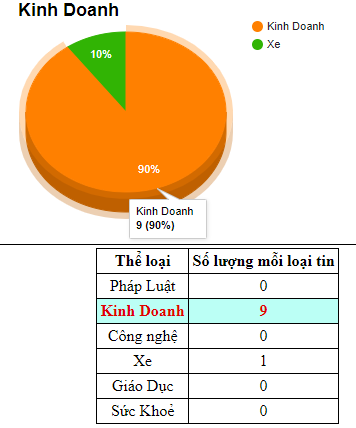 Kinh Doanh
Kinh Doanh
Xe
10%
90%
Kinh Doanh
9 (90%)
Thể loại Số lượng mỗi loại tin
Pháp Luật 0
Kinh Doanh 9
Công nghệ 0
Xe 1
Giáo Dục 0
Sức Khoẻ 0